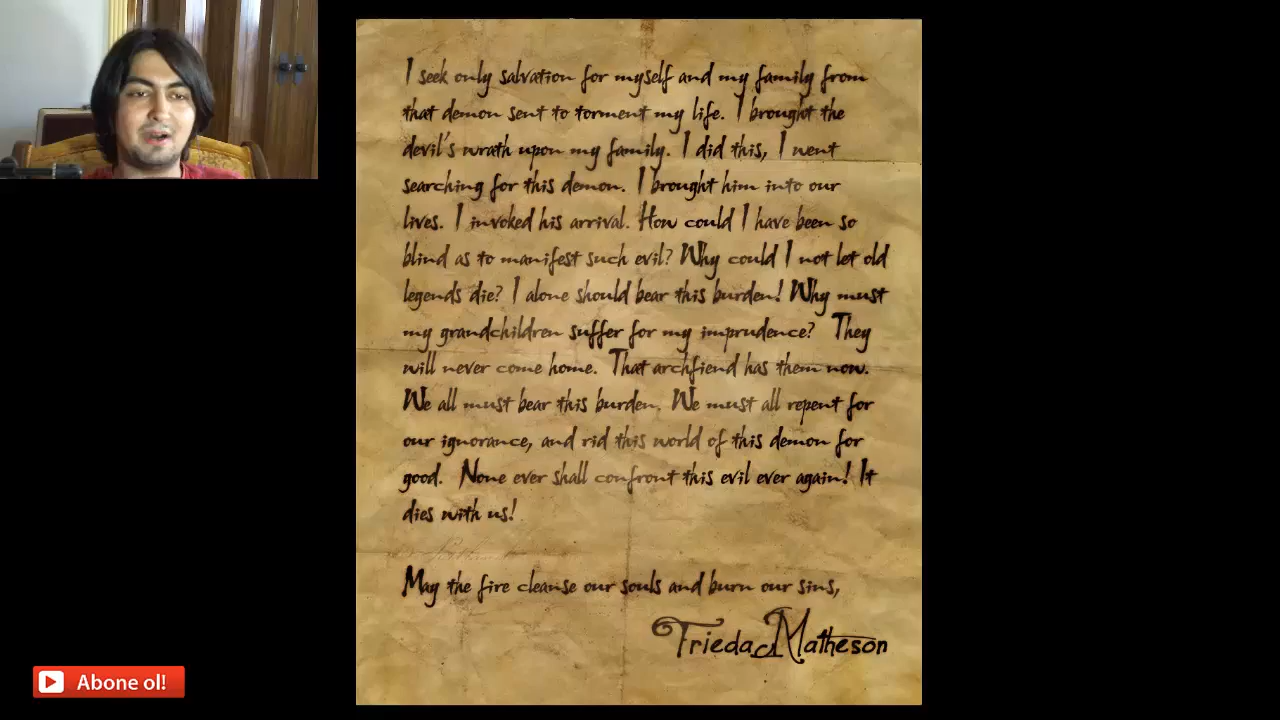 I seek only salvation for myself and my family from
that demon sent to torment my life. I brought the
devil's wrath upon my family. I did this, I went
searching for this demon. I brought him into our
lives. I invoked his arrival. How could I have been so
blind as to manifest such evil? Why could I not let old
legends die? I alone should bear this burden! Why must
my grandchildren suffer for my imprudence? They
will never come home. That archfiend has them now.
We all must bear this burden. We must all repent for
our ignorance, and rid this world of this demon for
good. None ever shall confront this evil ever again! It
dies with us!
May the fire cleanse our souls and burn our sins,
Frieda Matheson
Abone ol!